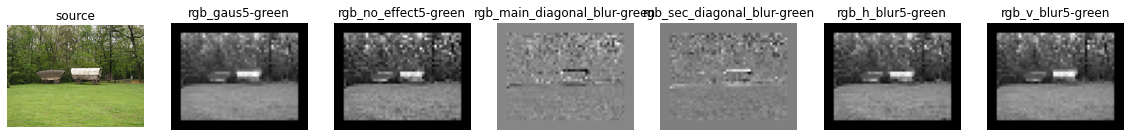 source
rgb_gaus5-green
rgb_no_effect5-green
rgb_main_diagonal_blur-green
rgb_sec_diagonal_blur-green
rgb_h_blur5-green
rgb_v_blur5-green